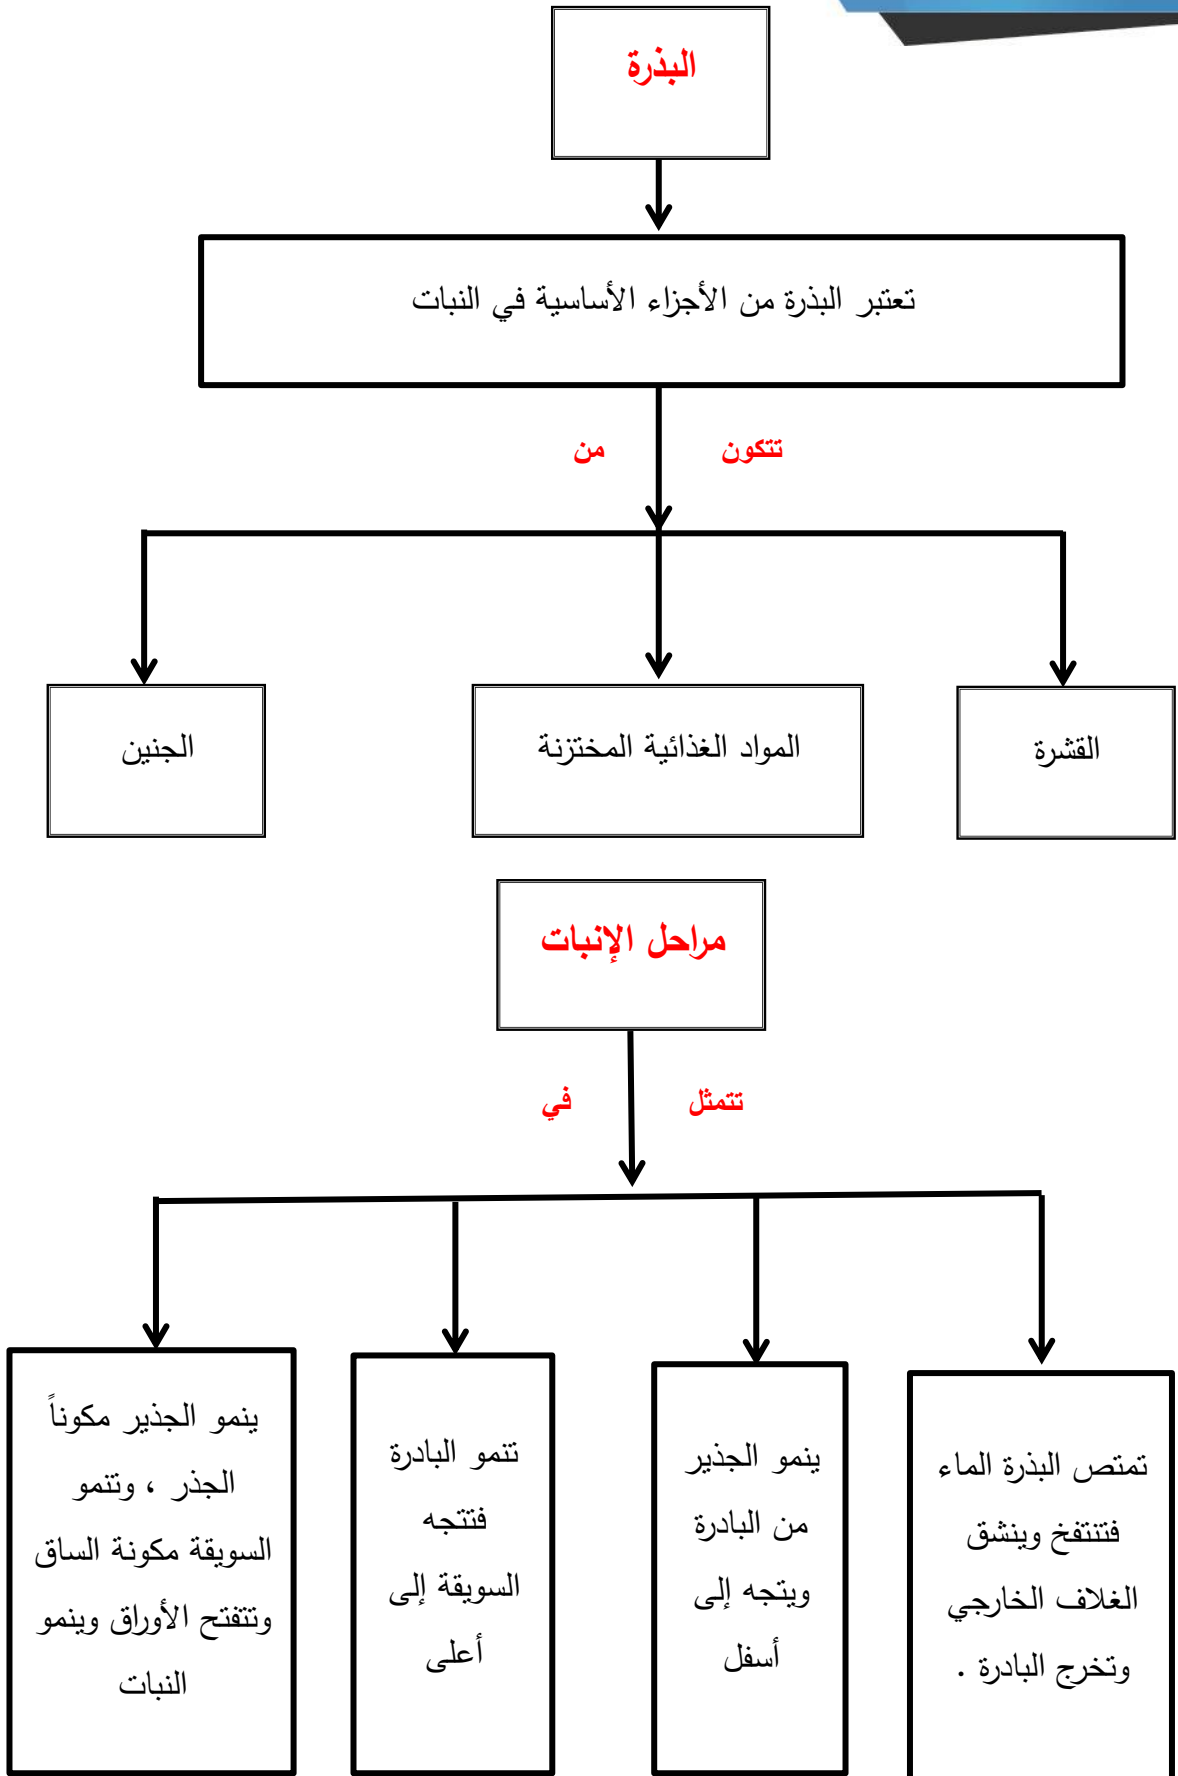 البذرة
تعتبر البذرة من الأجزاء الأساسية في النبات
تتكون من
القشرة
المواد الغذائية المختزنة
الجنين
مراحل الإنبات
تتمثل في
تمتص البذرة الماء
فتنتفخ وينشق
الغلاف الخارجي
وتخرج البادرة .
ينمو الجذير
من البادرة
ويتجه إلى
أسفل
تنمو البادرة
فتتجه
السويقة إلى
أعلى
ينمو الجذير مكوناً
الجذر ، وتنمو
السويقة مكونة الساق
وتتفتح الأوراق وينمو
النبات